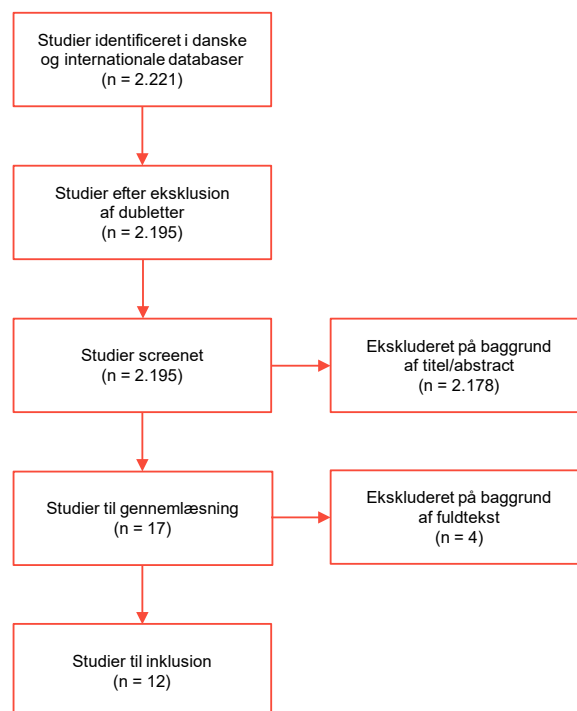 Studier identificeret i danske
og internationale databaser
(n = 2.221)
Studier efter eksklusion
af dubletter
(n = 2.195)
Studier screenet
(n = 2.195)
Ekskluderet på baggrund
af titel/abstract
(n = 2.178)
Studier til gennemlæsning
(n = 17)
Ekskluderet på baggrund
af fuldtekst
(n = 4)
Studier til inklusion
(n = 12)